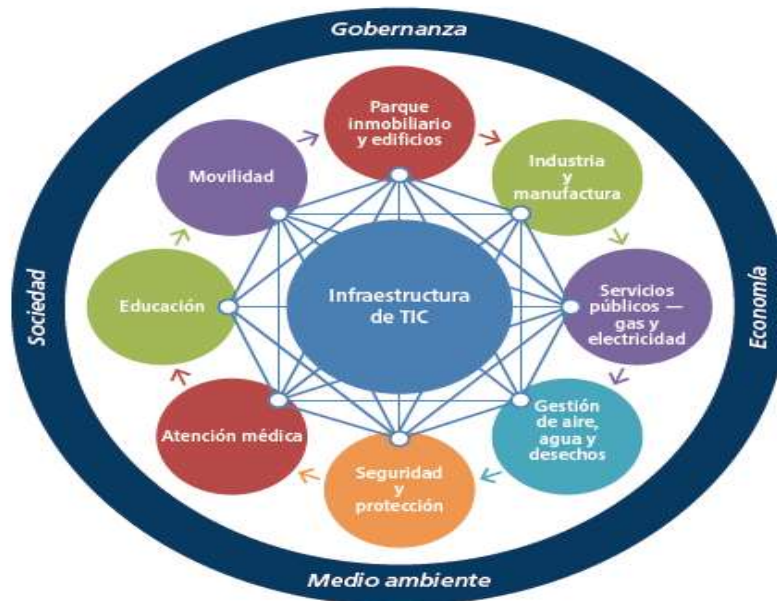 Gobernanza
Parque
inmobiliario
y edificios
Industria
y
manufactura
Movilidad
Sociedad
Educación
Infraestructura
de TIC
Servicios
públicos —
gas y
electricidad
Economía
Atención médica
Seguridad
y
protección
Gestión
de aire,
agua y
desechos
Medio ambiente